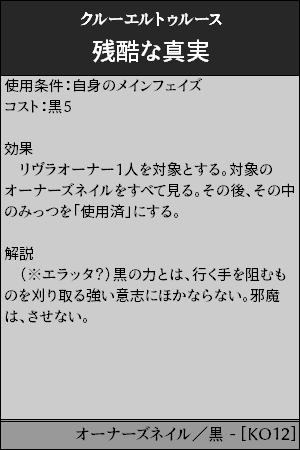 クルーエルトゥルース
残酷な真実
使用条件：自身のメインフェイズ
コスト：黒5
効果
　リヴラオーナー1人を対象とする。対象の
オーナーズネイルをすべて見る。その後、その中
のみっつを「使用済」にする。
解説
　（※エラッタ？）黒の力とは、行く手を阻むも
のを刈り取る強い意志にほかならない。邪魔
は、させない。
オーナーズネイル／黒 - [KO12]